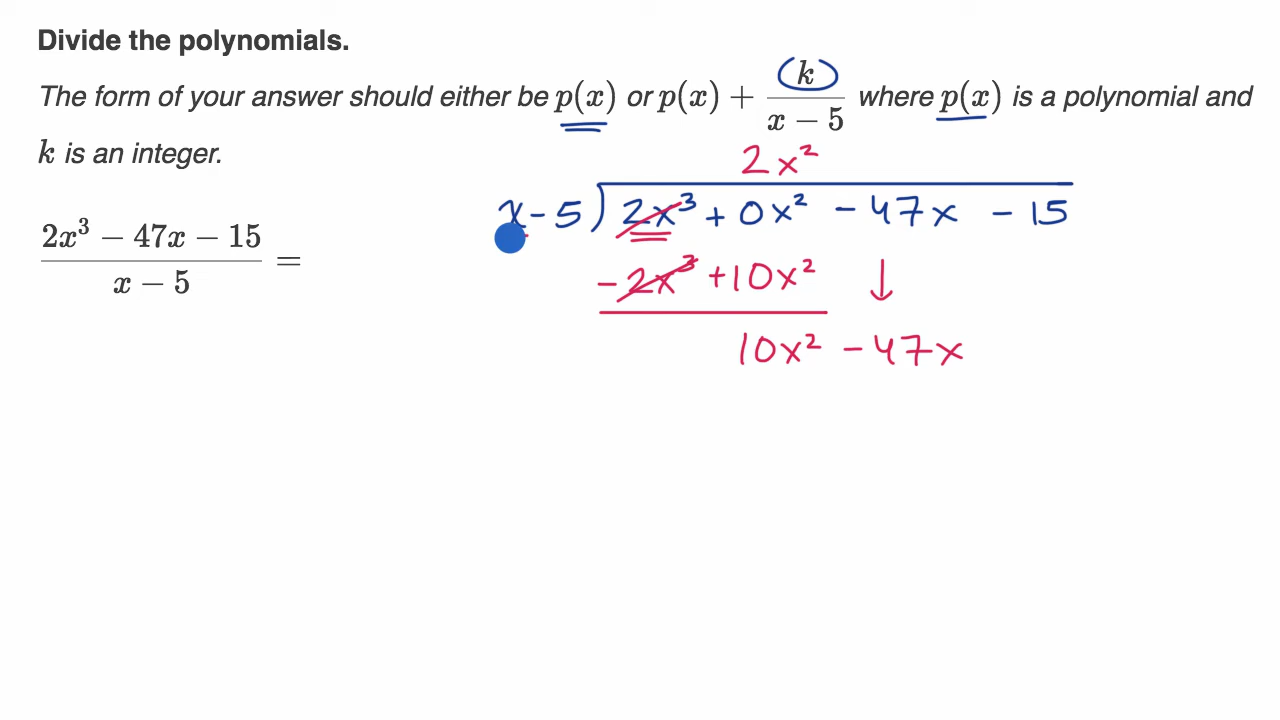 Divide the polynomials.
The form of your answer should either be p(x) or p(x) + (k)/(x − 5) where p(x) is a polynomial and
k is an integer.
2x²
x - 5 ) 2x³ + 0x² - 47x - 15
(2x³ − 47x − 15)/(x − 5) =
-2x³ +10x² ↓
10x² - 47x